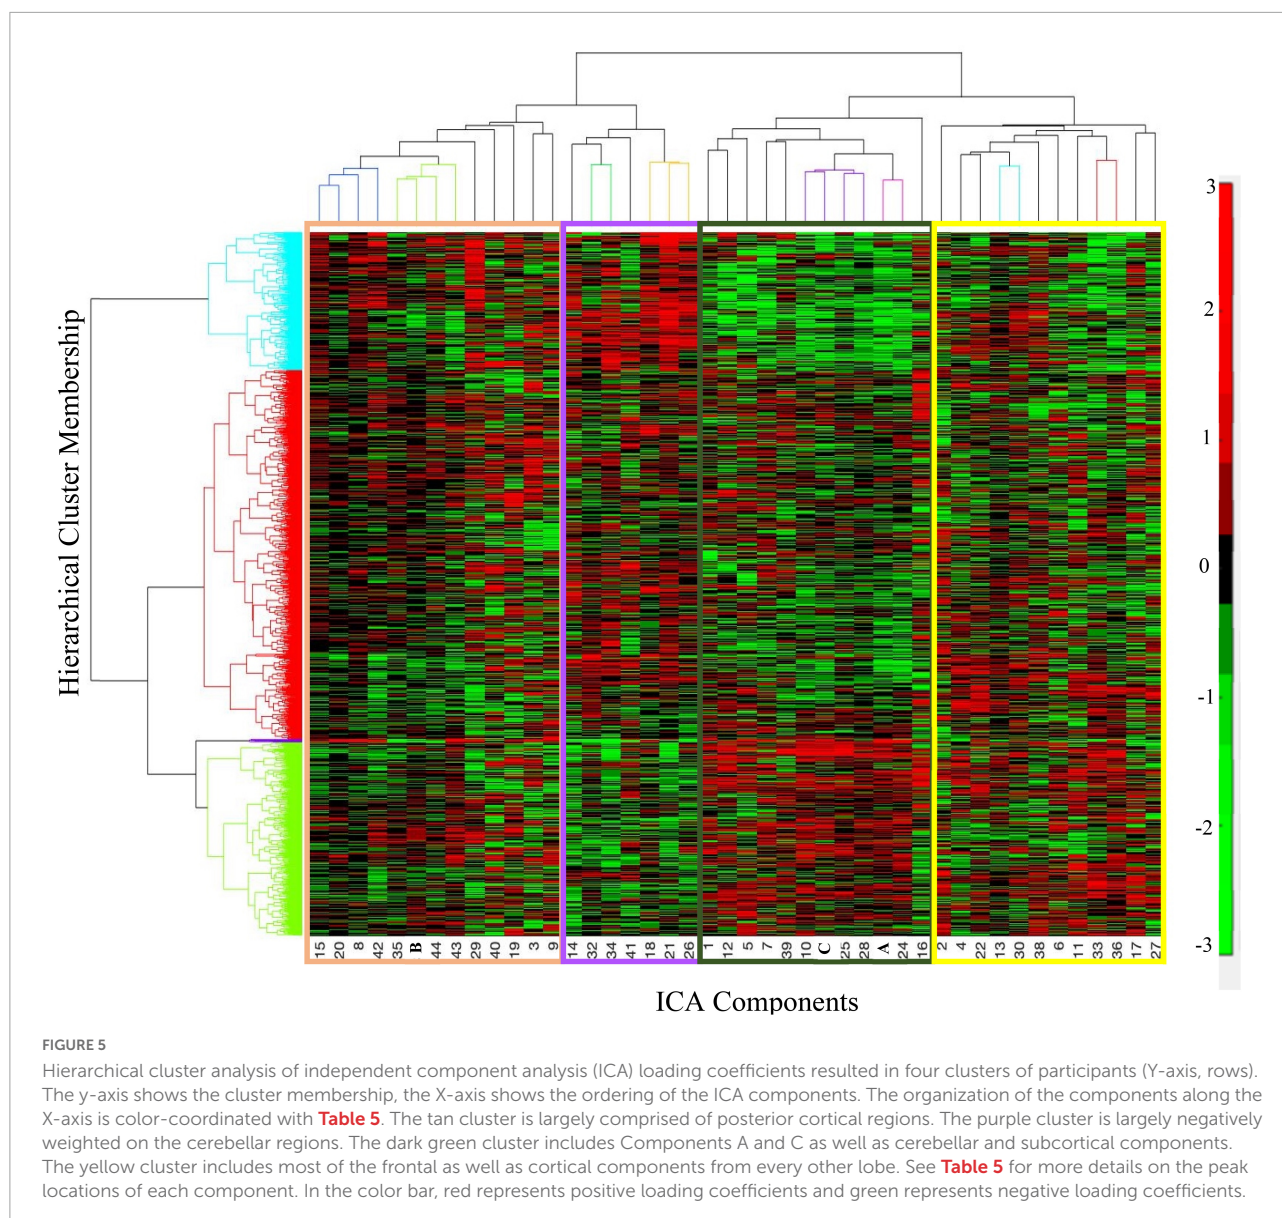 Hierarchical Cluster Membership
3
2
1
0
-1
-2
-3
15 20 8 42 35 B 44 43 29 40 19 3 9 14 32 34 41 18 21 26 1 12 5 7 39 10 C 25 28 A 24 16 2 4 22 13 30 38 6 11 33 36 17 27
ICA Components
FIGURE 5
Hierarchical cluster analysis of independent component analysis (ICA) loading coefficients resulted in four clusters of participants (Y-axis, rows).
The y-axis shows the cluster membership, the X-axis shows the ordering of the ICA components. The organization of the components along the
X-axis is color-coordinated with Table 5. The tan cluster is largely comprised of posterior cortical regions. The purple cluster is largely negatively
weighted on the cerebellar regions. The dark green cluster includes Components A and C as well as cerebellar and subcortical components.
The yellow cluster includes most of the frontal as well as cortical components from every other lobe. See Table 5 for more details on the peak
locations of each component. In the color bar, red represents positive loading coefficients and green represents negative loading coefficients.